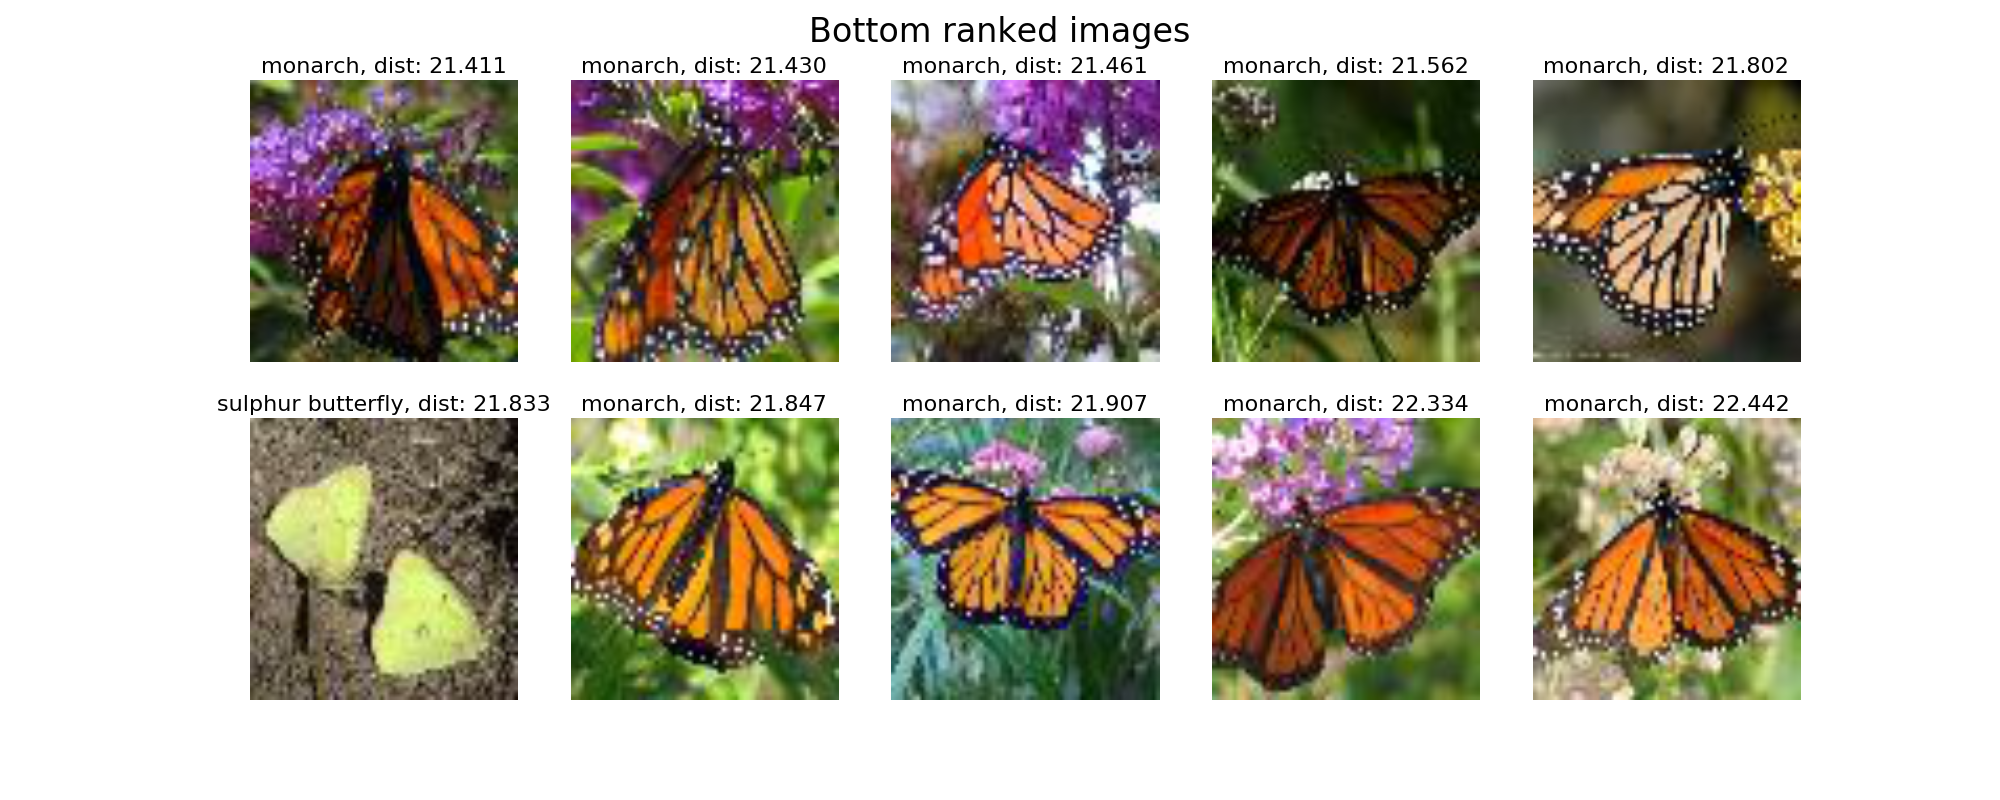 Bottom ranked images
monarch, dist: 21.411
monarch, dist: 21.430
monarch, dist: 21.461
monarch, dist: 21.562
monarch, dist: 21.802
sulphur butterfly, dist: 21.833
monarch, dist: 21.847
monarch, dist: 21.907
monarch, dist: 22.334
monarch, dist: 22.442